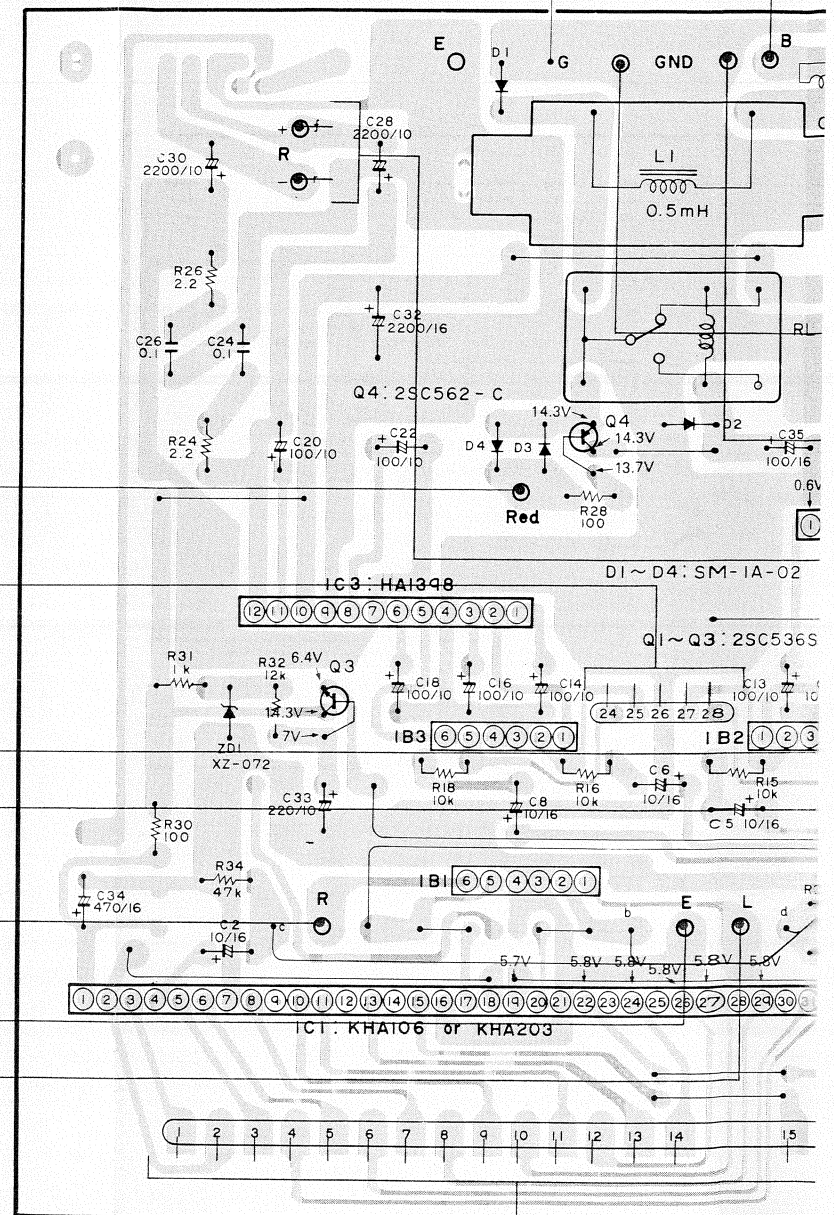 E D1 G GND B
C28
2200/10
+ f
R
- f
C30
2200/10 +
L1
0.5mH
R26
2.2
C32
2200/16
+
C26
0.1
C24
0.1
RL
Q4:2SC562-C
14.3V
Q4
14.3V
13.7V
D2
R24
2.2
C20
100/10
+
C22
100/10
+
D4
D3
C35
100/16
+
0.6V
1
Red
R28
100
D1~D4:SM-1A-02
IC3:HA1398
12 11 10 9 8 7 6 5 4 3 2 1
Q1~Q3:2SC536S
R31
1k
R32
12k
6.4V
Q3
14.3V
7V
ZD1
XZ-072
C18
100/10
+
C16
100/10
+
C14
100/10
+
C13
100/10
+
24 25 26 27 28
IB3 6 5 4 3 2 1
IB2 1 2 3
C33
220/10
+
-
R18
10k
C8
10/16
+
R16
10k
C6
10/16
+
R15
10k
C5 10/16
+
R30
100
R34
47k
IB1 6 5 4 3 2 1
C34
470/16
+
C2
10/16
+
c
R
b
E
L
d
5.7V 5.8V 5.8V 5.8V 5.8V 5.8V
1 2 3 4 5 6 7 8 9 10 11 12 13 14 15 16 17 18 19 20 21 22 23 24 25 26 27 28 29 30 31
IC1:KHA106 or KHA203
1 2 3 4 5 6 7 8 9 10 11 12 13 14 15